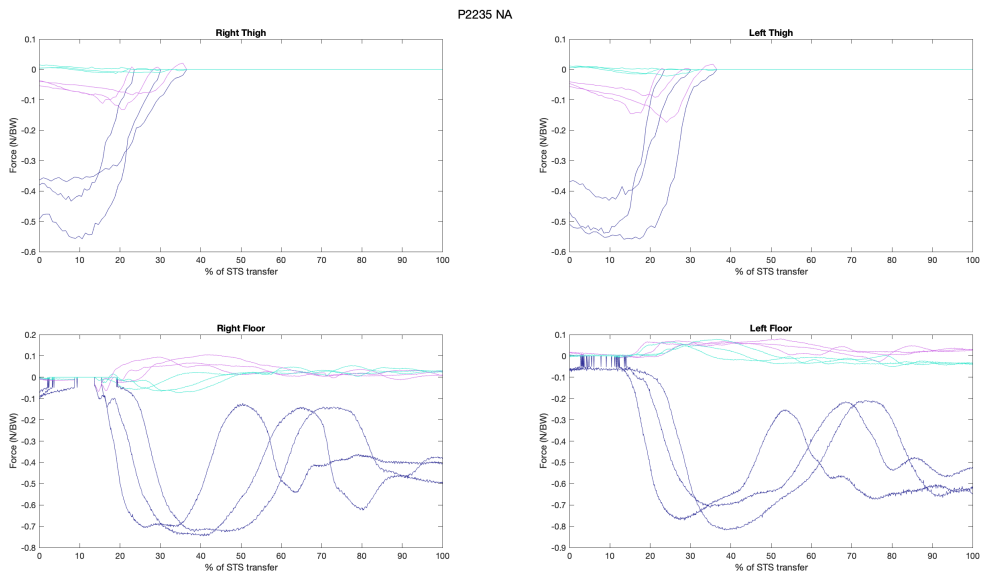 P2235 NA
Right Thigh
0.1
0
-0.1
-0.2
-0.3
-0.4
-0.5
-0.6
Force (N/BW)
0 10 20 30 40 50 60 70 80 90 100
% of STS transfer
Left Thigh
0.1
0
-0.1
-0.2
-0.3
-0.4
-0.5
-0.6
Force (N/BW)
0 10 20 30 40 50 60 70 80 90 100
% of STS transfer
Right Floor
0.2
0.1
0
-0.1
-0.2
-0.3
-0.4
-0.5
-0.6
-0.7
-0.8
Force (N/BW)
0 10 20 30 40 50 60 70 80 90 100
% of STS transfer
Left Floor
0.1
0
-0.1
-0.2
-0.3
-0.4
-0.5
-0.6
-0.7
-0.8
-0.9
Force (N/BW)
0 10 20 30 40 50 60 70 80 90 100
% of STS transfer